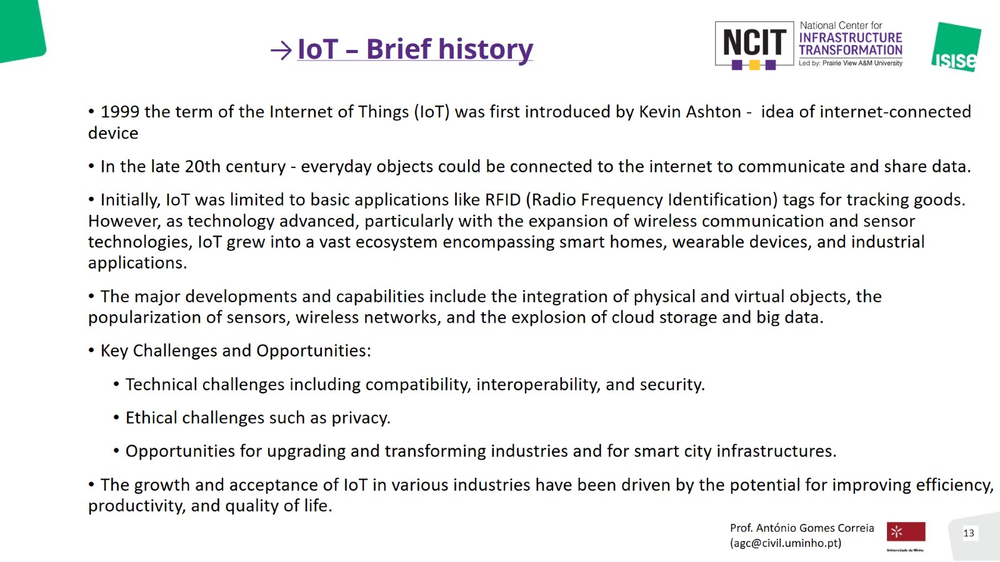 → IoT – Brief history
NCIT
National Center for
INFRASTRUCTURE
TRANSFORMATION
Led by: Prairie View A&M University
isise
• 1999 the term of the Internet of Things (IoT) was first introduced by Kevin Ashton -  idea of internet-connected
device
• In the late 20th century - everyday objects could be connected to the internet to communicate and share data.
• Initially, IoT was limited to basic applications like RFID (Radio Frequency Identification) tags for tracking goods.
However, as technology advanced, particularly with the expansion of wireless communication and sensor
technologies, IoT grew into a vast ecosystem encompassing smart homes, wearable devices, and industrial
applications.
• The major developments and capabilities include the integration of physical and virtual objects, the
popularization of sensors, wireless networks, and the explosion of cloud storage and big data.
• Key Challenges and Opportunities:
• Technical challenges including compatibility, interoperability, and security.
• Ethical challenges such as privacy.
• Opportunities for upgrading and transforming industries and for smart city infrastructures.
• The growth and acceptance of IoT in various industries have been driven by the potential for improving efficiency,
productivity, and quality of life.
Prof. António Gomes Correia
(agc@civil.uminho.pt)
Universidade do Minho
13